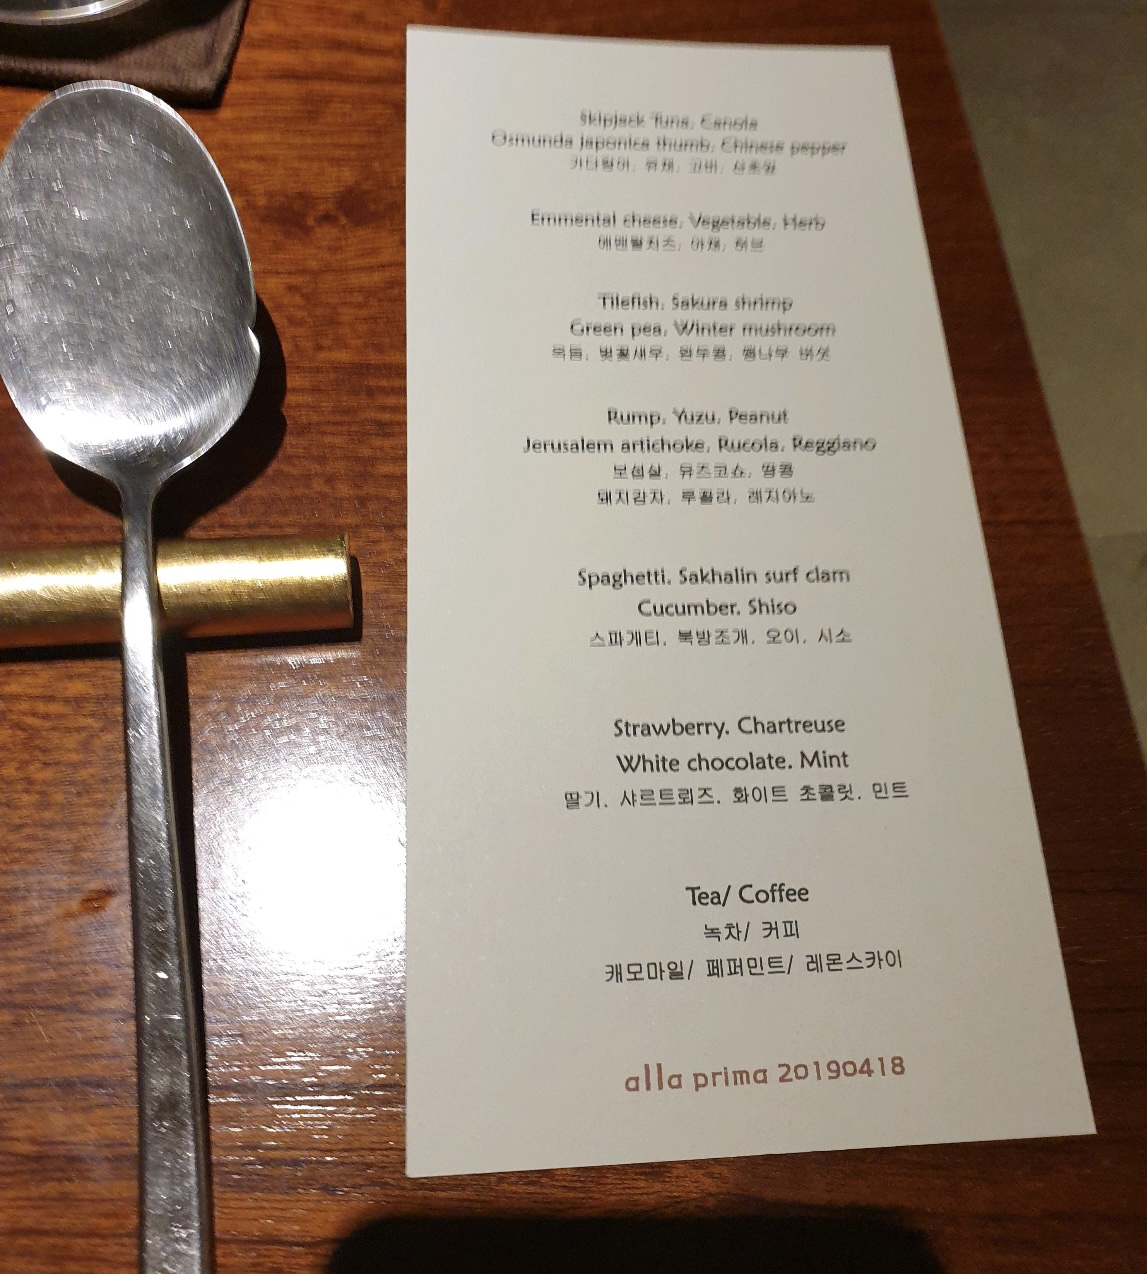 Skipjack Tuna. Canola
Osmunda japonica thumb. Chinese pepper
가다랑어. 유채. 고비. 산초잎
Emmental cheese. Vegetable. Herb
에멘탈치즈. 야채. 허브
Tilefish. Sakura shrimp
Green pea. Winter mushroom
옥돔. 벚꽃새우. 완두콩. 팽나무 버섯
Rump. Yuzu. Peanut
Jerusalem artichoke. Rucola. Reggiano
보섭살. 유즈코쇼. 땅콩
돼지감자. 루꼴라. 레지아노
Spaghetti. Sakhalin surf clam
Cucumber. Shiso
스파게티. 북방조개. 오이. 시소
Strawberry. Chartreuse
White chocolate. Mint
딸기. 샤르트뢰즈. 화이트 초콜릿. 민트
Tea/ Coffee
녹차/ 커피
캐모마일/ 페퍼민트/ 레몬스카이
alla prima 20190418